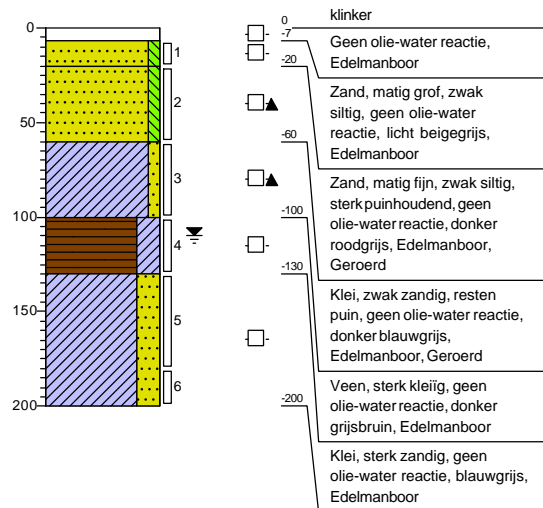 0
50
100
150
200
1
2
3
4
5
6
0
-7
-20
-60
-100
-130
-200
klinker
Geen olie-water reactie,
Edelmanboor
Zand, matig grof, zwak
siltig, geen olie-water
reactie, licht beigegrijs,
Edelmanboor
Zand, matig fijn, zwak siltig,
sterk puinhoudend, geen
olie-water reactie, donker
roodgrijs, Edelmanboor,
Geroerd
Klei, zwak zandig, resten
puin, geen olie-water reactie,
donker blauwgrijs,
Edelmanboor, Geroerd
Veen, sterk kleiïg, geen
olie-water reactie, donker
grijsbruin, Edelmanboor
Klei, sterk zandig, geen
olie-water reactie, blauwgrijs,
Edelmanboor